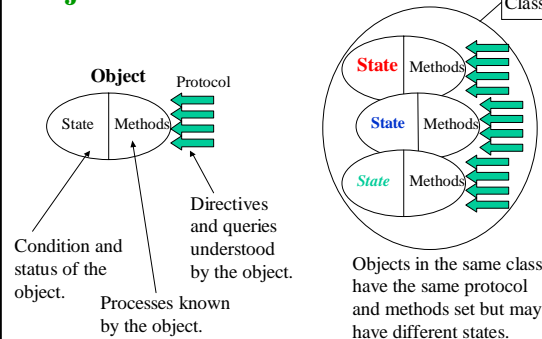 Class
Object
Protocol
State
Methods
Directives
and queries
understood
by the object.
Condition and
status of the
object.
Processes known
by the object.
State
Methods
State
Methods
State
Methods
Objects in the same class
have the same protocol
and methods set but may
have different states.